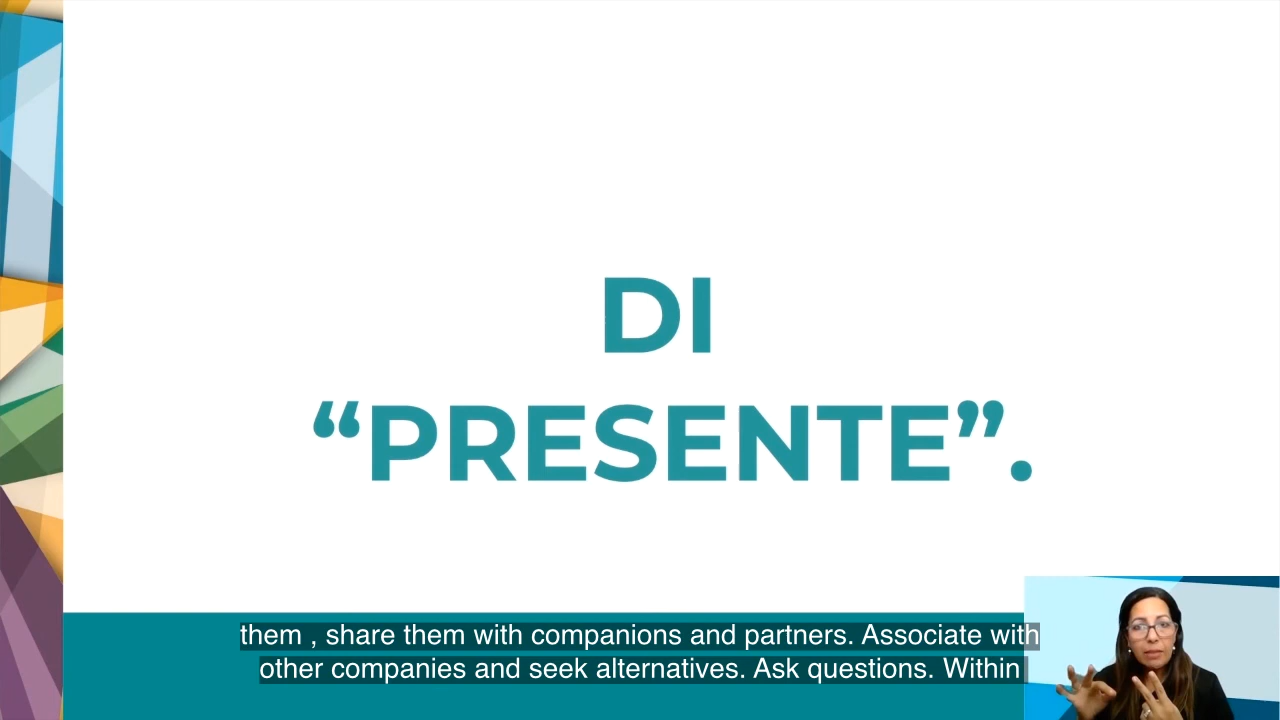 DI
“PRESENTE”.
them , share them with companions and partners. Associate with
other companies and seek alternatives. Ask questions. Within